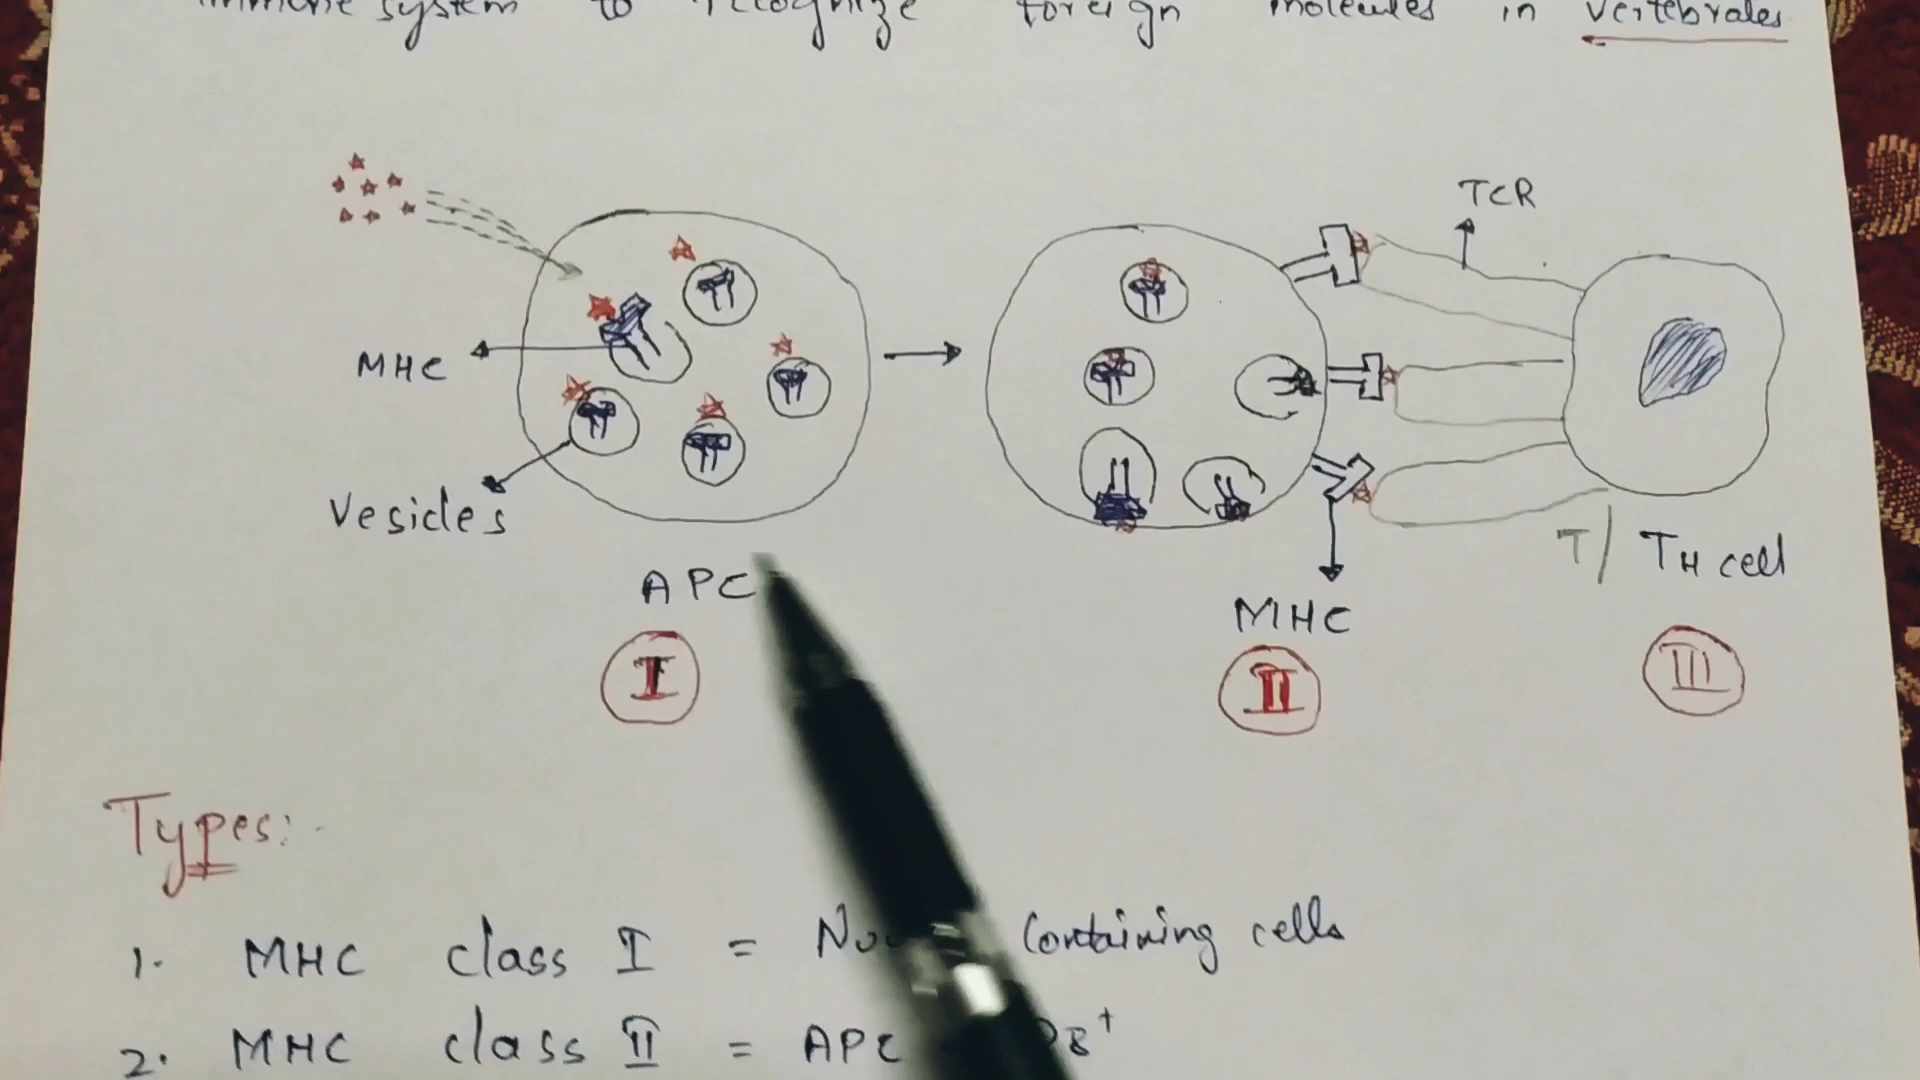 immune system to recognize foreign molecules in vertebrates
TCR
MHC
Vesicles
T/ TH cell
APC
MHC
I
II
III
Types:-
1. MHC class I = containing cells
2. MHC class II = APC